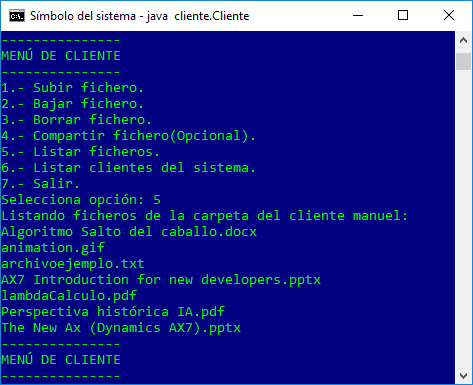 Símbolo del sistema - java cliente.Cliente
---------------
MENÚ DE CLIENTE
---------------
1.- Subir fichero.
2.- Bajar fichero.
3.- Borrar fichero.
4.- Compartir fichero(Opcional).
5.- Listar ficheros.
6.- Listar clientes del sistema.
7.- Salir.
Selecciona opción: 5
Listando ficheros de la carpeta del cliente manuel:
Algoritmo Salto del caballo.docx
animation.gif
archivoejemplo.txt
AX7 Introduction for new developers.pptx
lambdaCalculo.pdf
Perspectiva histórica IA.pdf
The New Ax (Dynamics AX7).pptx
---------------
MENÚ DE CLIENTE
---------------